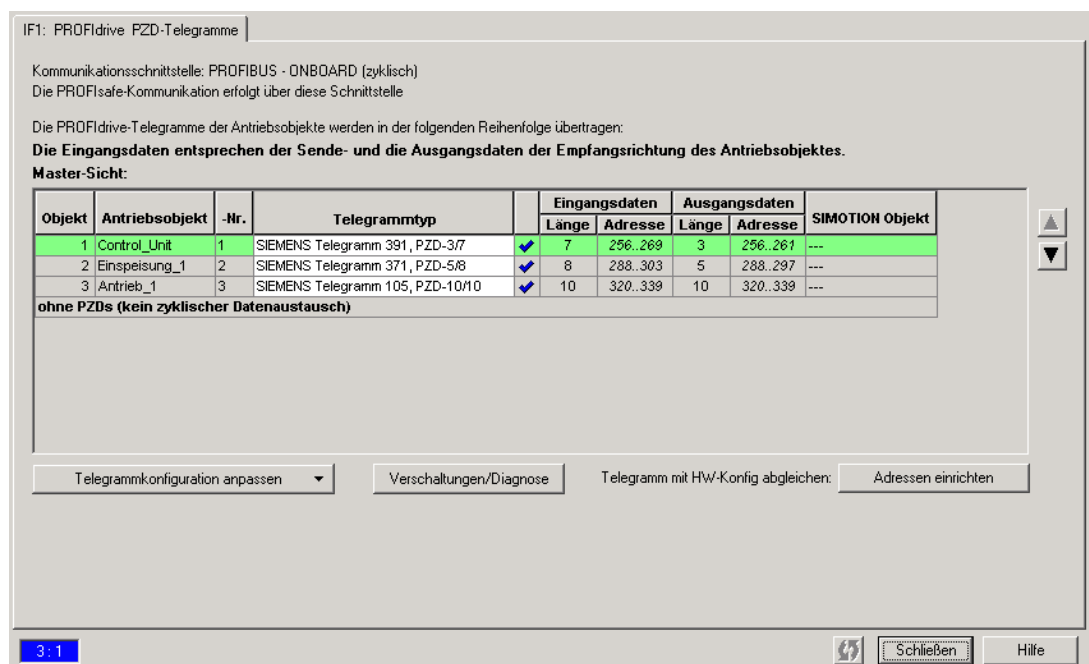 IF1: PROFIdrive PZD-Telegramme
Kommunikationsschnittstelle: PROFIBUS - ONBOARD (zyklisch)
Die PROFIsafe-Kommunikation erfolgt über diese Schnittstelle
Die PROFIdrive-Telegramme der Antriebsobjekte werden in der folgenden Reihenfolge übertragen:
Die Eingangsdaten entsprechen der Sende- und die Ausgangsdaten der Empfangsrichtung des Antriebsobjektes.
Master-Sicht:
Objekt Antriebsobjekt -Nr. Telegrammtyp Eingangsdaten Ausgangsdaten SIMOTION Objekt
Länge Adresse Länge Adresse
1 Control_Unit 1 SIEMENS Telegramm 391, PZD-3/7 7 256..269 3 256..261 ---
2 Einspeisung_1 2 SIEMENS Telegramm 371, PZD-5/8 8 288..303 5 288..297 ---
3 Antrieb_1 3 SIEMENS Telegramm 105, PZD-10/10 10 320..339 10 320..339 ---
ohne PZDs (kein zyklischer Datenaustausch)
Telegrammkonfiguration anpassen Verschaltungen/Diagnose Telegramm mit HW-Konfig abgleichen: Adressen einrichten
3 : 1 Schließen Hilfe